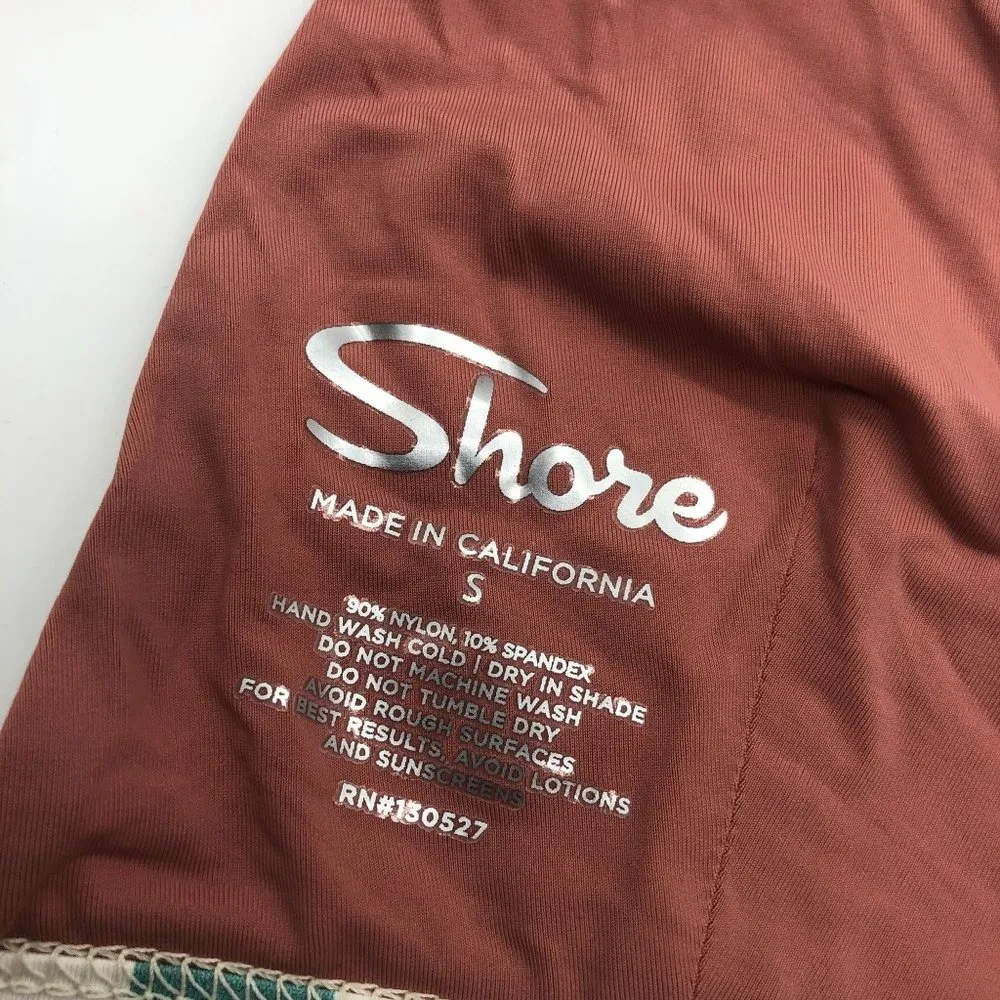 Shore
MADE IN CALIFORNIA
S
90% NYLON, 10% SPANDEX
HAND WASH COLD | DRY IN SHADE
DO NOT MACHINE WASH
DO NOT TUMBLE DRY
AVOID ROUGH SURFACES
FOR BEST RESULTS, AVOID LOTIONS
AND SUNSCREENS
RN#130527